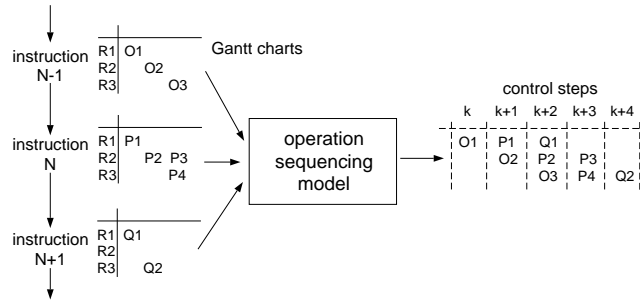 instruction
N-1
R1 O1
R2 O2
R3 O3
Gantt charts
instruction
N
R1 P1
R2 P2 P3
R3 P4
instruction
N+1
R1 Q1
R2
R3 Q2
operation
sequencing
model
control steps
k k+1 k+2 k+3 k+4
O1 P1 Q1
O2 P2 P3
O3 P4 Q2